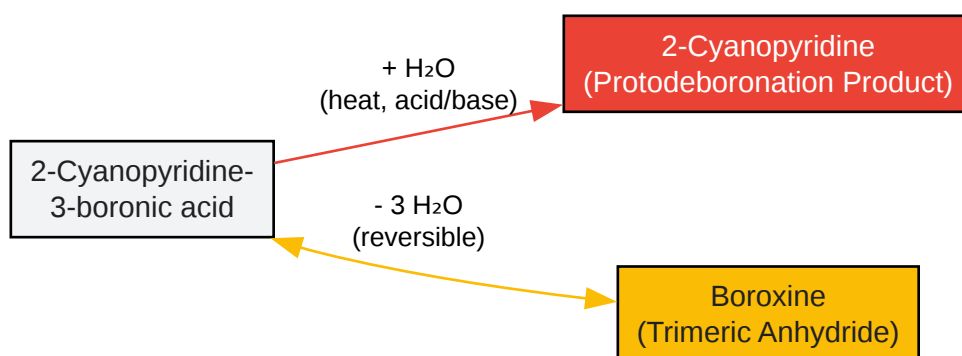 2-Cyanopyridine
(Protodeboronation Product)
+ H₂O
(heat, acid/base)
2-Cyanopyridine-
3-boronic acid
- 3 H₂O
(reversible)
Boroxine
(Trimeric Anhydride)